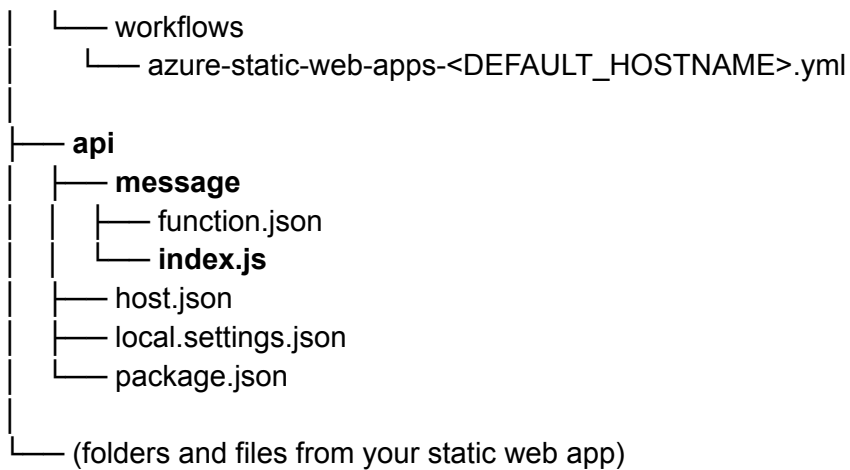 │   └── workflows
│       └── azure-static-web-apps-<DEFAULT_HOSTNAME>.yml
│
├── api
│   ├── message
│   │   ├── function.json
│   │   └── index.js
│   ├── host.json
│   ├── local.settings.json
│   └── package.json
│
└── (folders and files from your static web app)